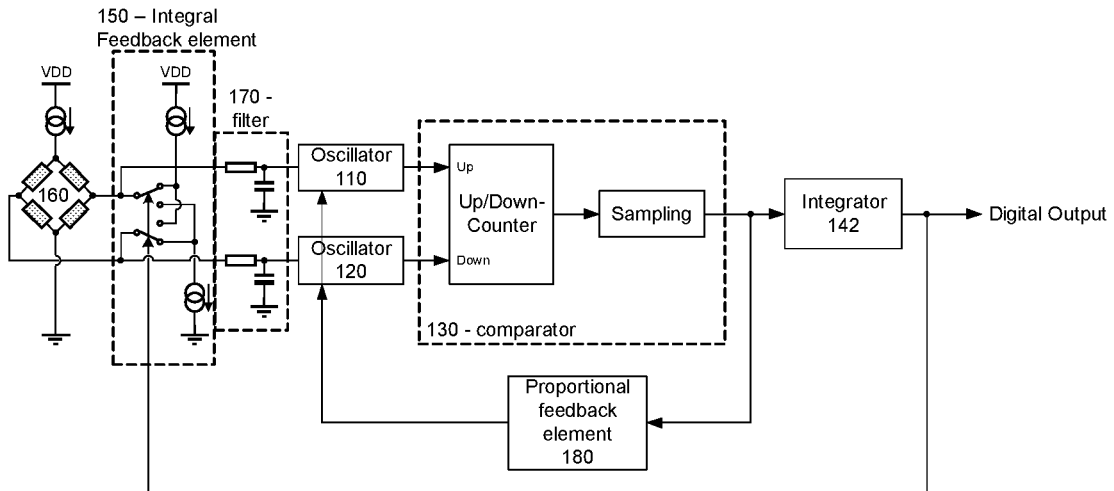 150 – Integral
Feedback element
VDD
VDD
170 -
filter
160
Oscillator
110
Oscillator
120
Up
Up/Down-
Counter
Down
Sampling
130 - comparator
Integrator
142
Digital Output
Proportional
feedback
element
180